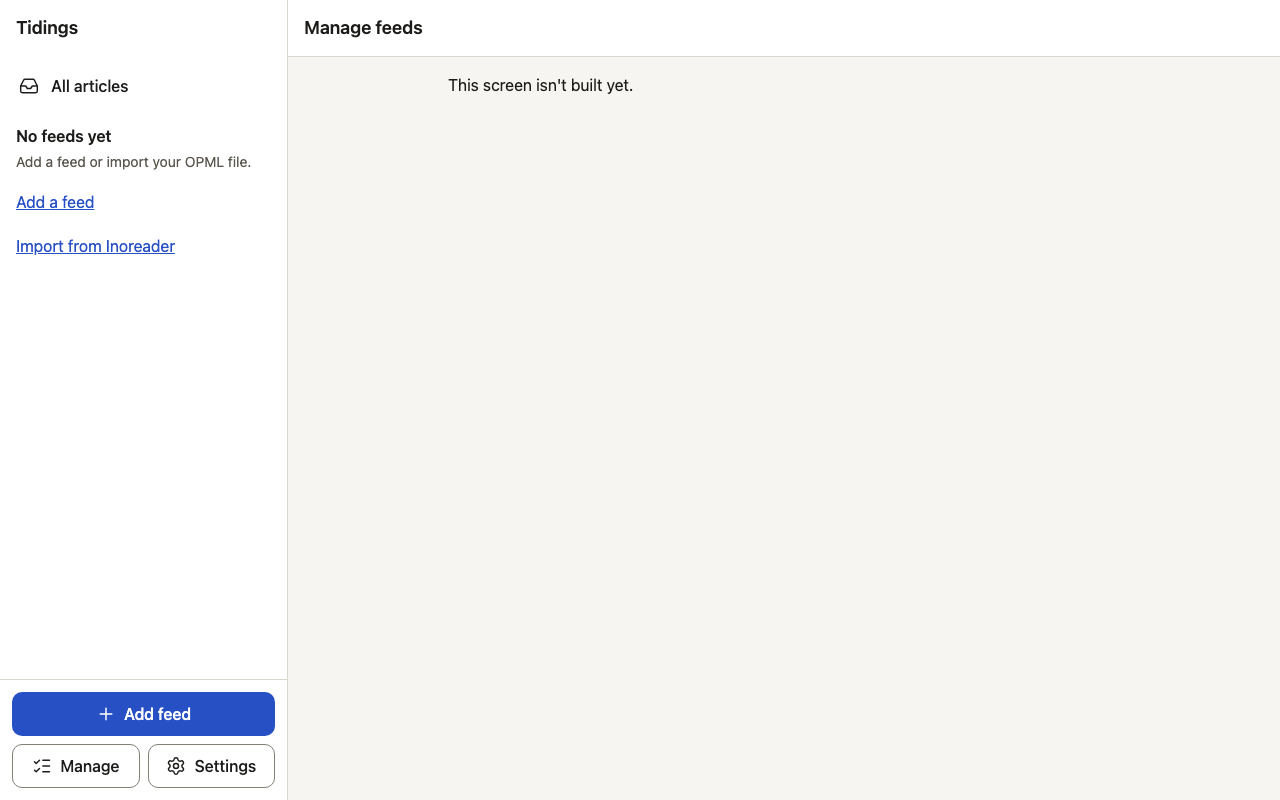 Tidings
All articles
No feeds yet
Add a feed or import your OPML file.
Add a feed
Import from Inoreader
Add feed
Manage
Settings
Manage feeds
This screen isn't built yet.